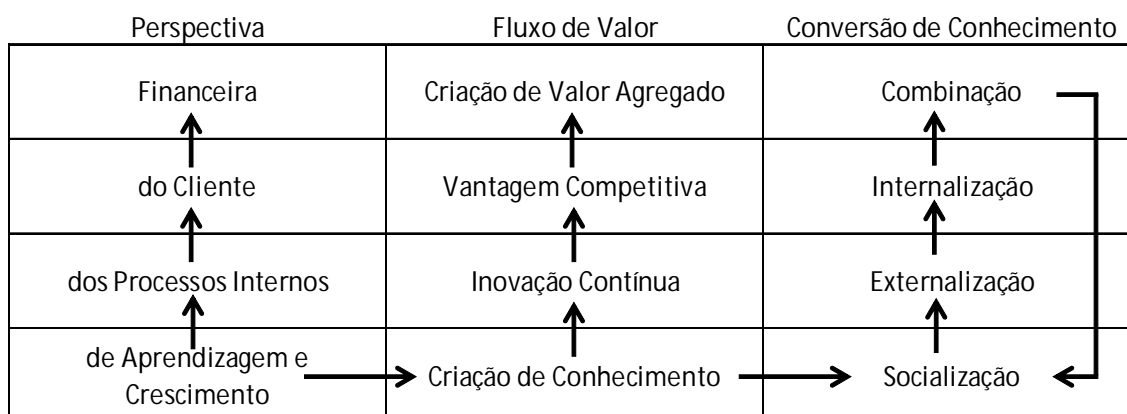 Perspectiva Fluxo de Valor Conversão de Conhecimento
Financeira Criação de Valor Agregado Combinação
do Cliente Vantagem Competitiva Internalização
dos Processos Internos Inovação Contínua Externalização
de Aprendizagem e
Crescimento Criação de Conhecimento Socialização